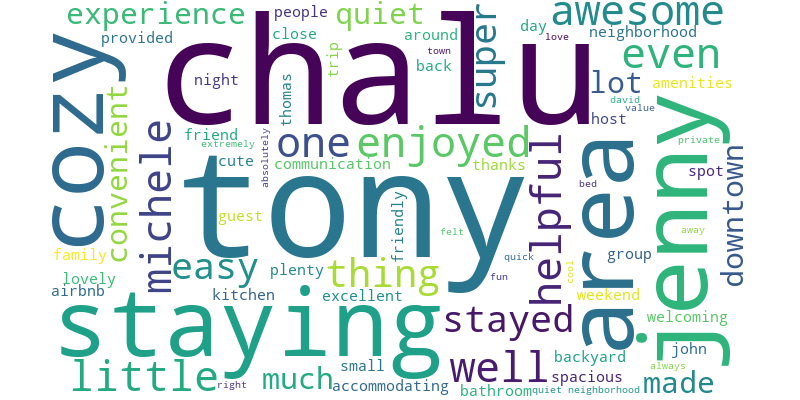 experience
people
quiet
awesome
provided
close
around
day
neighborhood
town
love
cozy
chalu
super
trip
back
even
night
thomas
lot
amenities
david
value
host
convenient
michele
friend
extremely
absolutely
one
enjoyed
cute
communication
thanks
helpful
area
jenny
private
spot
downtown
bed
tony
guest
friendly
felt
away
family
easy
plenty
thing
quick
fun
cool
group
lovely
airbnb
kitchen
excellent
weekend
staying
stayed
welcoming
little
much
small
well
backyard
john
always
right
accommodating
bathroom
spacious
quiet neighborhood
made